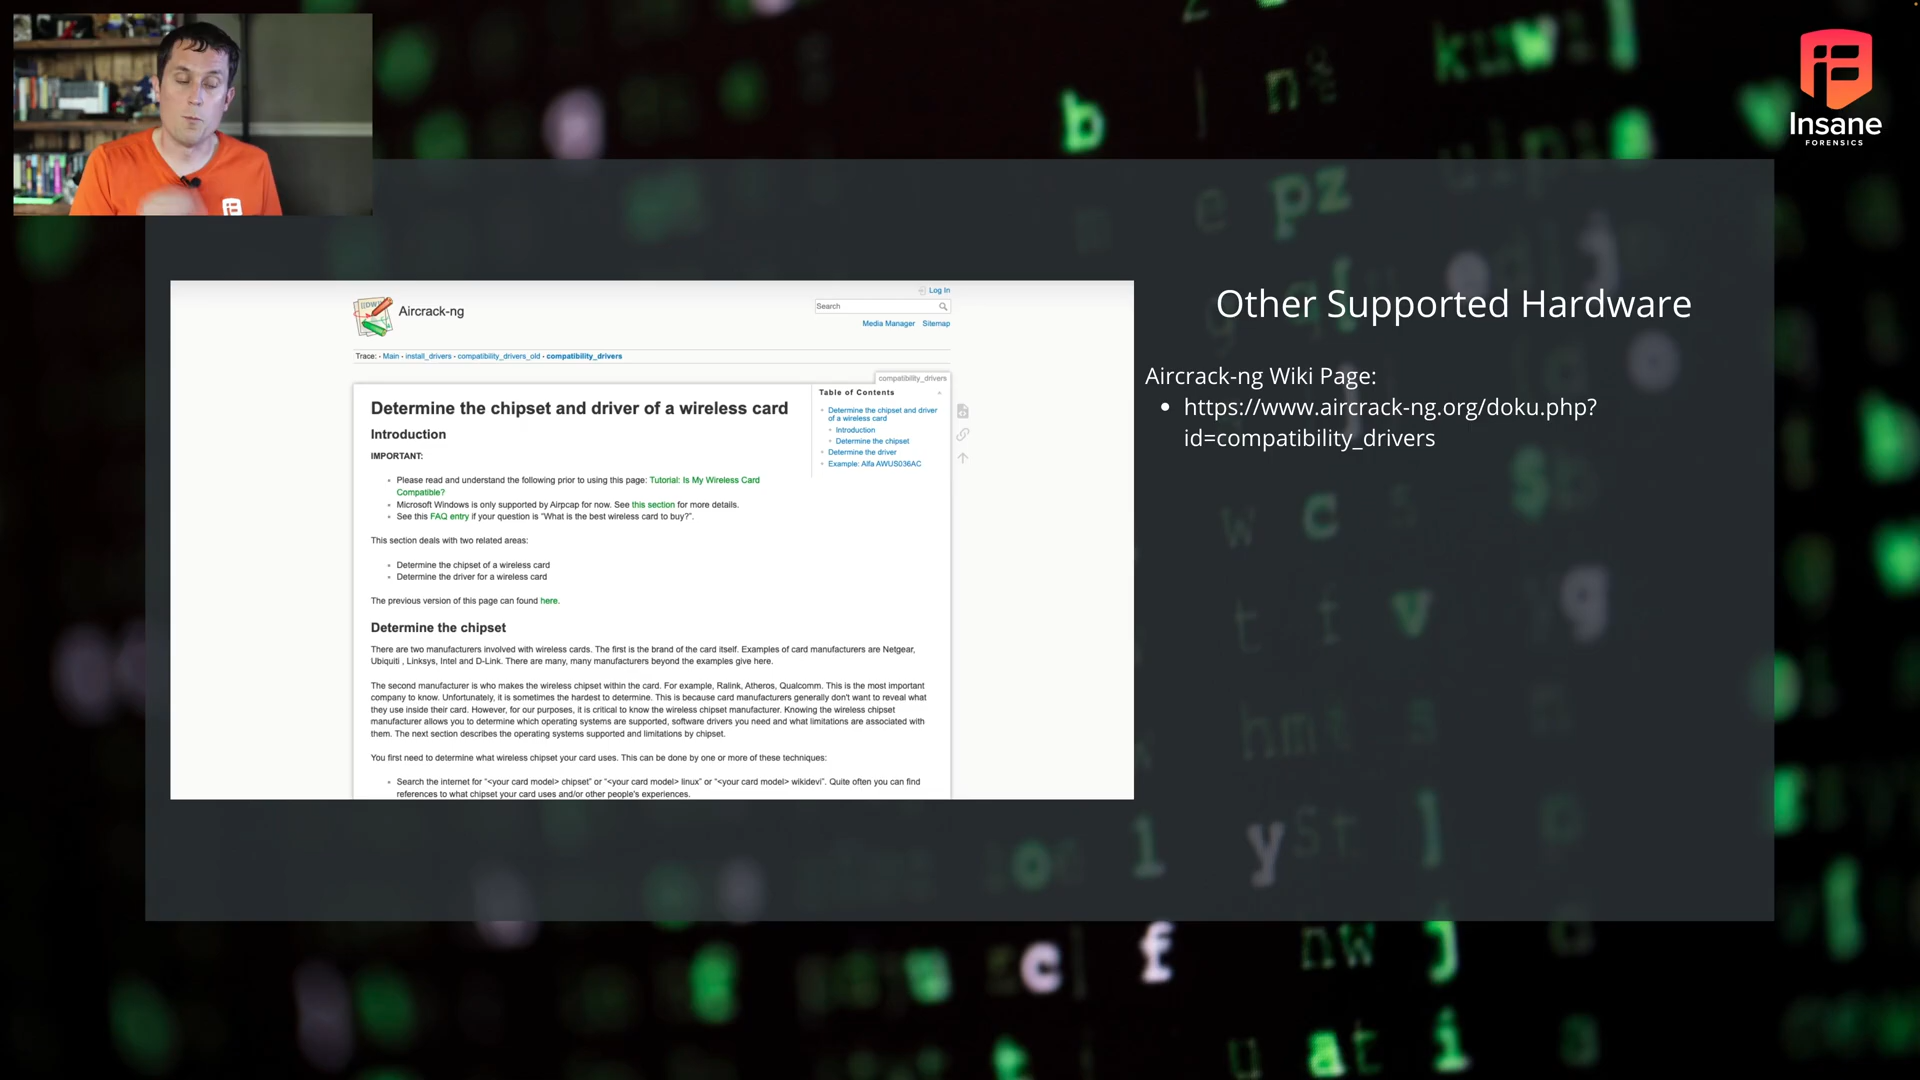 Insane
FORENSICS
Other Supported Hardware
Aircrack-ng Wiki Page:
• https://www.aircrack-ng.org/doku.php?
id=compatibility_drivers
Log In
Aircrack-ng
Search
Media Manager Sitemap
Trace: • Main • install_drivers • compatibility_drivers_old • compatibility_drivers
compatibility_drivers
Table of Contents
Determine the chipset and driver
of a wireless card
Introduction
Determine the chipset
Determine the driver
Example: Alfa AWUS036AC
Determine the chipset and driver of a wireless card
Introduction
IMPORTANT:
Please read and understand the following prior to using this page: Tutorial: Is My Wireless Card
Compatible?
Microsoft Windows is only supported by Airpcap for now. See this section for more details.
See this FAQ entry if your question is “What is the best wireless card to buy?”.
This section deals with two related areas:
Determine the chipset of a wireless card
Determine the driver for a wireless card
The previous version of this page can found here.
Determine the chipset
There are two manufacturers involved with wireless cards. The first is the brand of the card itself. Examples of card manufacturers are Netgear,
Ubiquiti , Linksys, Intel and D-Link. There are many, many manufacturers beyond the examples give here.
The second manufacturer is who makes the wireless chipset within the card. For example, Ralink, Atheros, Qualcomm. This is the most important
company to know. Unfortunately, it is sometimes the hardest to determine. This is because card manufacturers generally don't want to reveal what
they use inside their card. However, for our purposes, it is critical to know the wireless chipset manufacturer. Knowing the wireless chipset
manufacturer allows you to determine which operating systems are supported, software drivers you need and what limitations are associated with
them. The next section describes the operating systems supported and limitations by chipset.
You first need to determine what wireless chipset your card uses. This can be done by one or more of these techniques:
Search the internet for “<your card model> chipset” or “<your card model> linux” or “<your card model> wikidevi”. Quite often you can find
references to what chipset your card uses and/or other people's experiences.